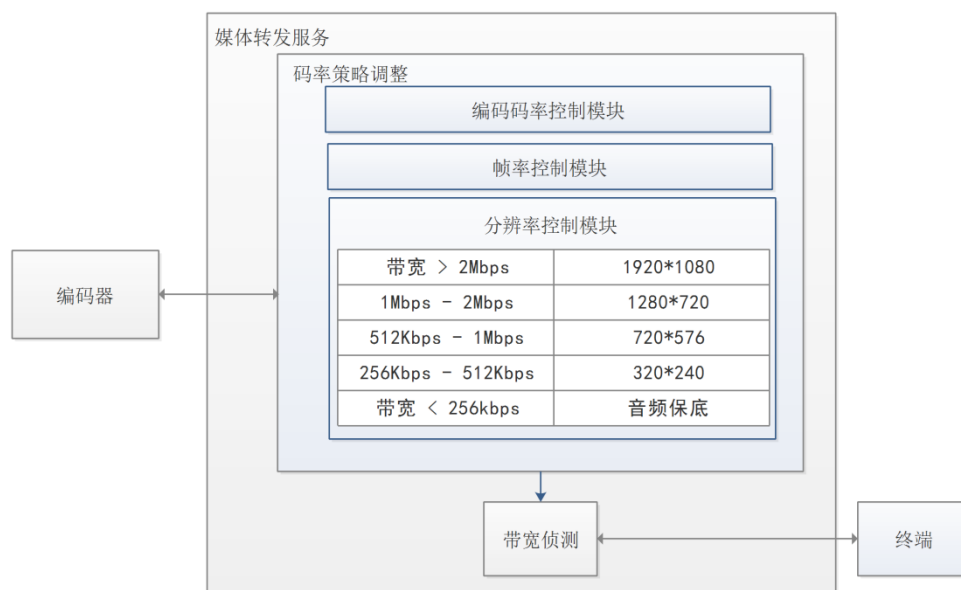 媒体转发服务
码率策略调整
编码码率控制模块
帧率控制模块
分辨率控制模块
带宽 > 2Mbps 1920*1080
1Mbps - 2Mbps 1280*720
512Kbps - 1Mbps 720*576
256Kbps - 512Kbps 320*240
带宽 < 256kbps 音频保底
编码器
带宽侦测
终端